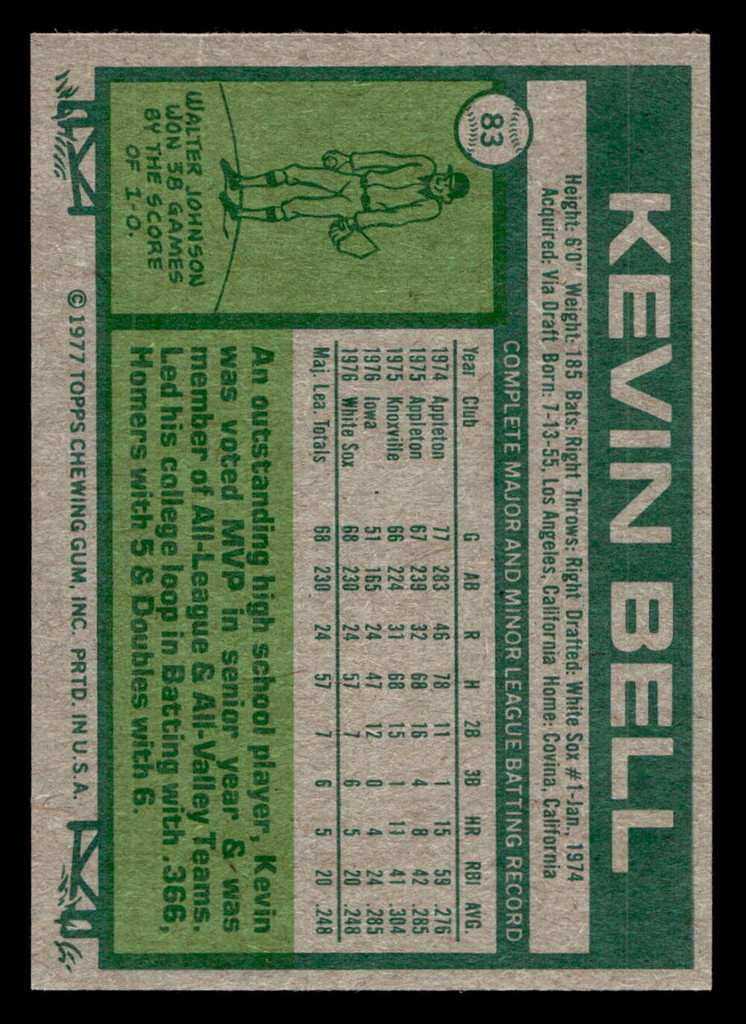 83
KEVIN BELL
Height: 6'0" Weight: 185 Bats: Right Throws: Right Drafted: White Sox #1-Jan., 1974
Acquired: Via Draft Born: 7-13-55, Los Angeles, California Home: Covina, California
COMPLETE MAJOR AND MINOR LEAGUE BATTING RECORD
Year Club G AB R H 2B 3B HR RBI AVG.
1974 Appleton 77 283 46 78 11 1 15 59 .276
1975 Appleton 67 239 32 68 16 4 8 42 .285
1975 Knoxville 66 224 31 68 15 1 11 41 .304
1976 Iowa 51 165 24 47 12 0 4 24 .285
1976 White Sox 68 230 24 57 7 6 5 20 .248
Maj. Lea. Totals 68 230 24 57 7 6 5 20 .248
WALTER JOHNSON
WON 38 GAMES
BY THE SCORE
OF 1-0.
An outstanding high school player, Kevin
was voted MVP in senior year & was
member of All-League & All-Valley Teams.
Led his college loop in Batting with .366,
Homers with 5 & Doubles with 6.
© 1977 TOPPS CHEWING GUM, INC. PRTD. IN U.S.A.